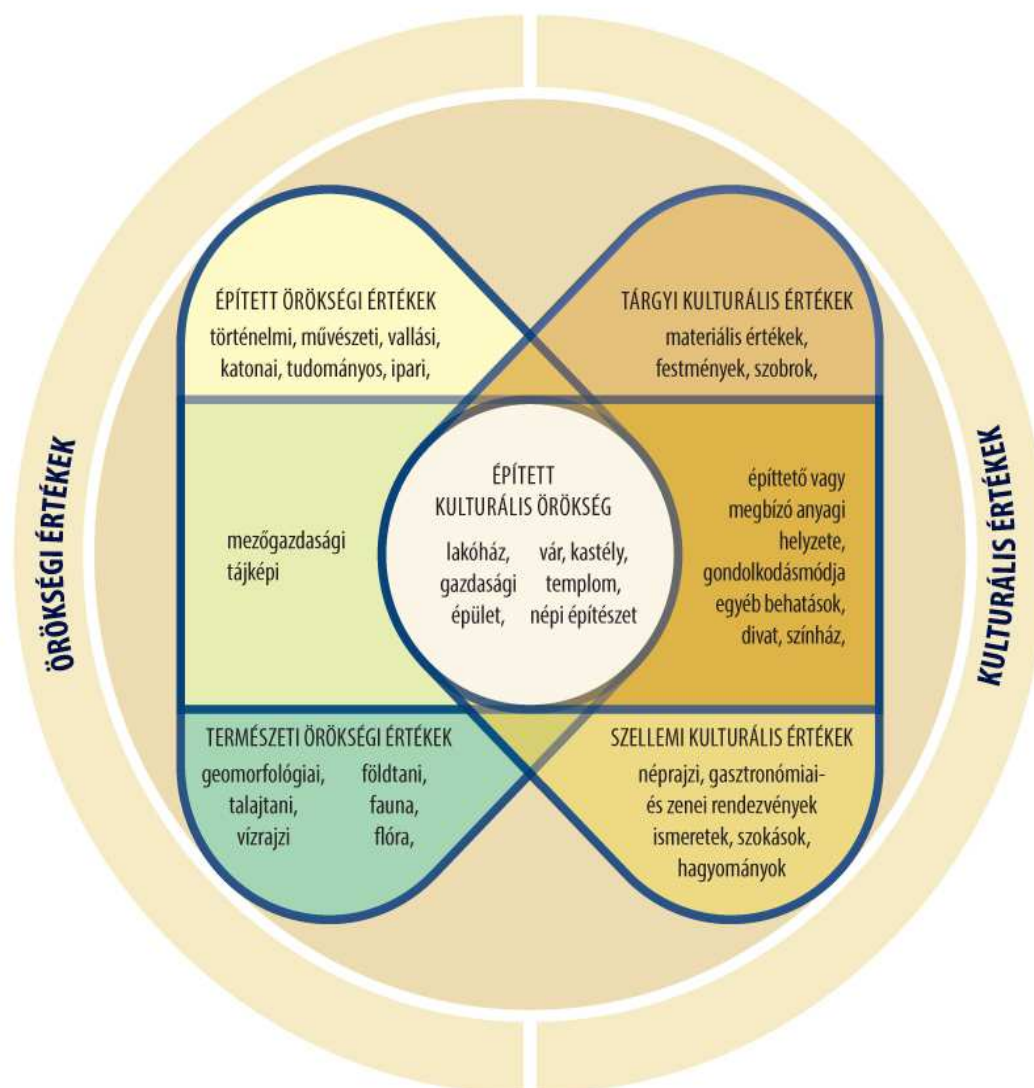 ÉPÍTETT ÖRÖKSÉGI ÉRTÉKEK
történelmi, művészeti, vallási,
katonai, tudományos, ipari,
TÁRGYI KULTURÁLIS ÉRTÉKEK
materiális értékek,
festmények, szobrok,
ÖRÖKSÉGI ÉRTÉKEK
mezőgazdasági
tájképi
ÉPÍTETT
KULTURÁLIS ÖRÖKSÉG
lakóház,
gazdasági
épület,
vár, kastély,
templom,
népi építészet
építtető vagy
megbízó anyagi
helyzete,
gondolkodásmódja
egyéb behatások,
divat, színház,
KULTURÁLIS ÉRTÉKEK
TERMÉSZETI ÖRÖKSÉGI ÉRTÉKEK
geomorfológiai,
talajtani,
vízrajzi
földtani,
fauna,
flóra,
SZELLEMI KULTURÁLIS ÉRTÉKEK
néprajzi, gasztronómiai-
és zenei rendezvények
ismeretek, szokások,
hagyományok